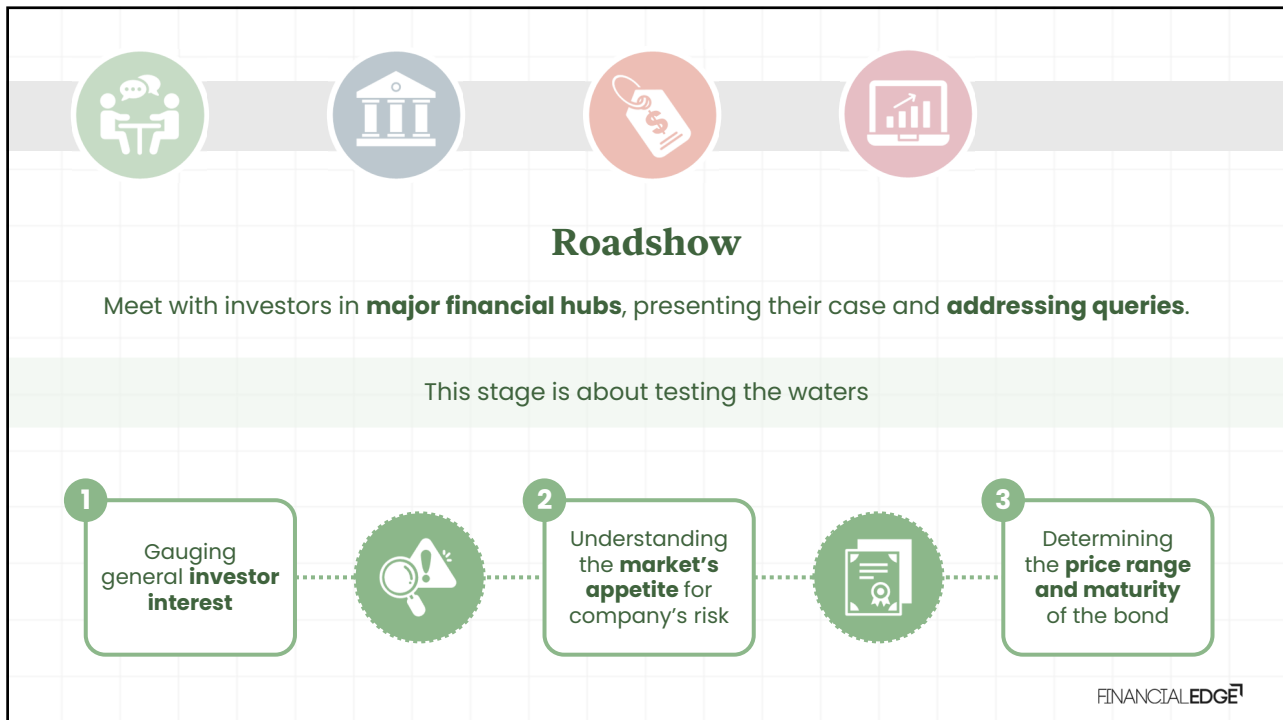 $
Roadshow
Meet with investors in major financial hubs, presenting their case and addressing queries.
This stage is about testing the waters
1
Gauging
general investor
interest
2
Understanding
the market's
appetite for
company's risk
3
Determining
the price range
and maturity
of the bond
FINANCIALEDGE